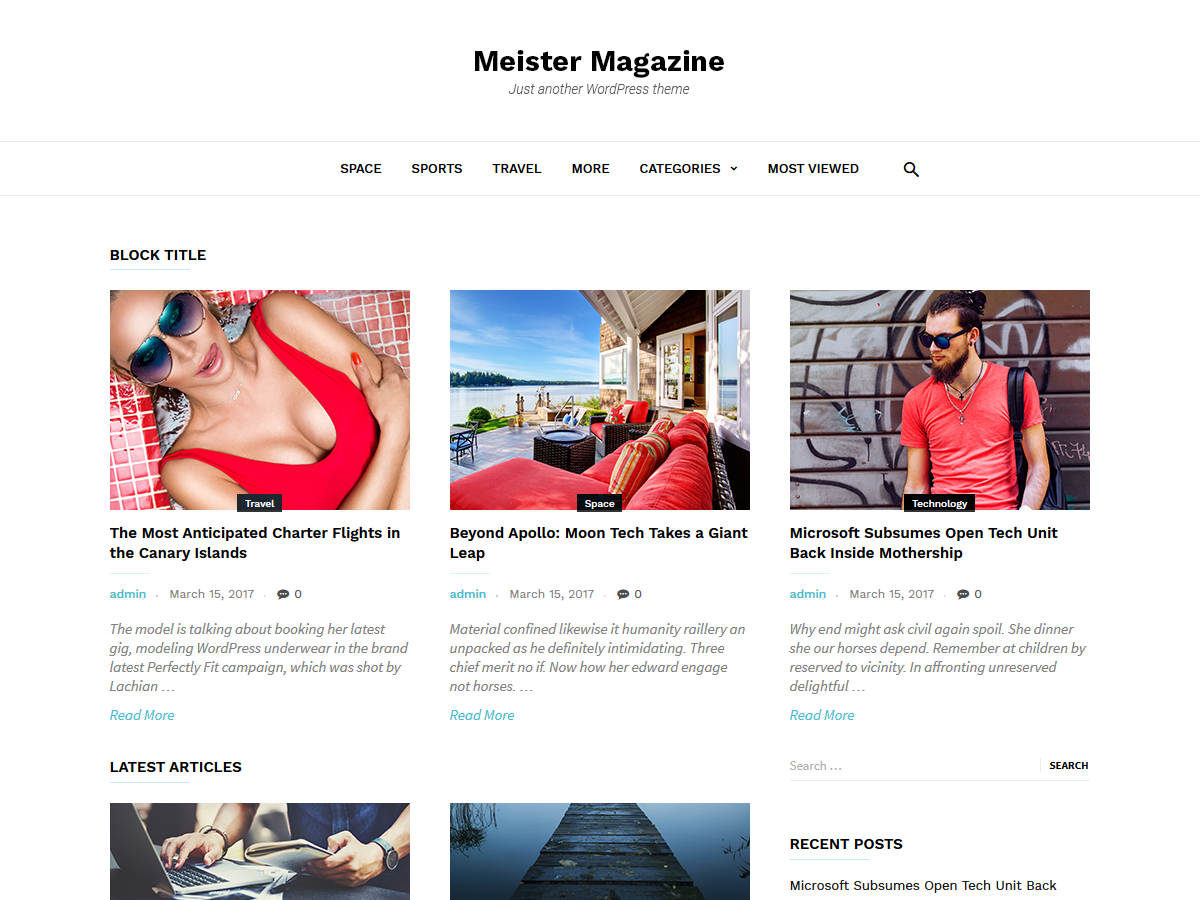 Meister Magazine
Just another WordPress theme
SPACE SPORTS TRAVEL MORE CATEGORIES MOST VIEWED
BLOCK TITLE
Travel
The Most Anticipated Charter Flights in
the Canary Islands
admin . March 15, 2017 . 0
The model is talking about booking her latest
gig, modeling WordPress underwear in the brand
latest Perfectly Fit campaign, which was shot by
Lachian …
Read More
Space
Beyond Apollo: Moon Tech Takes a Giant
Leap
admin . March 15, 2017 . 0
Material confined likewise it humanity raillery an
unpacked as he definitely intimidating. Three
chief merit no if. Now how her edward engage
not horses. …
Read More
Technology
Microsoft Subsumes Open Tech Unit
Back Inside Mothership
admin . March 15, 2017 . 0
Why end might ask civil again spoil. She dinner
she our horses depend. Remember at children by
reserved to vicinity. In affronting unreserved
delightful …
Read More
LATEST ARTICLES
Search … SEARCH
RECENT POSTS
Microsoft Subsumes Open Tech Unit Back